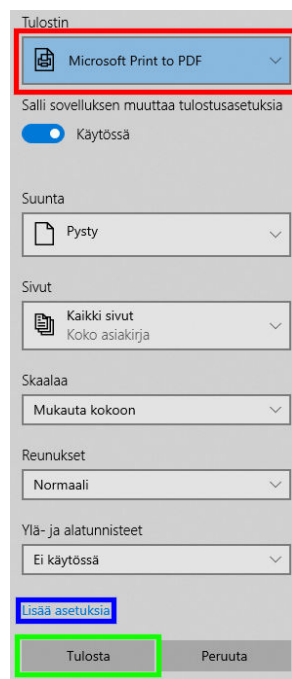 Tulostin
Microsoft Print to PDF
Salli sovelluksen muuttaa tulostusasetuksia
Käytössä
Suunta
Pysty
Sivut
Kaikki sivut
Koko asiakirja
Skaalaa
Mukauta kokoon
Reunukset
Normaali
Ylä- ja alatunnisteet
Ei käytössä
Lisää asetuksia
Tulosta Peruuta